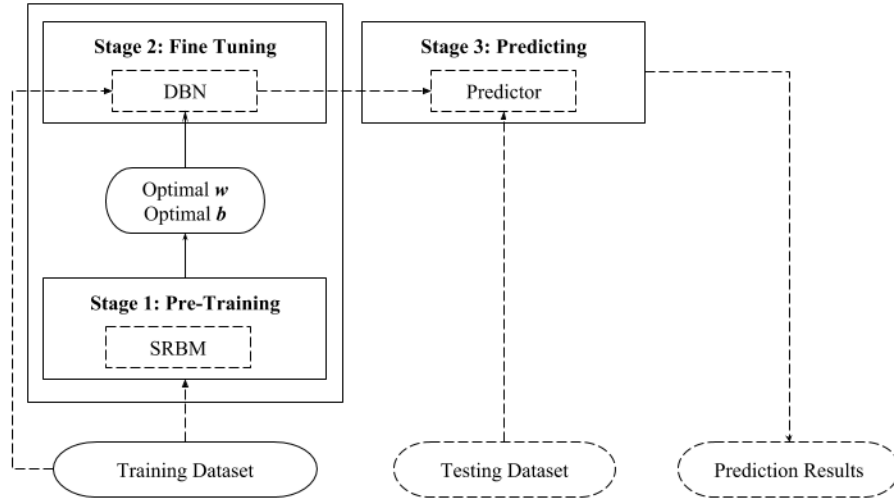 Stage 2: Fine Tuning
DBN
Stage 3: Predicting
Predictor
Optimal w
Optimal b
Stage 1: Pre-Training
SRBM
Training Dataset
Testing Dataset
Prediction Results